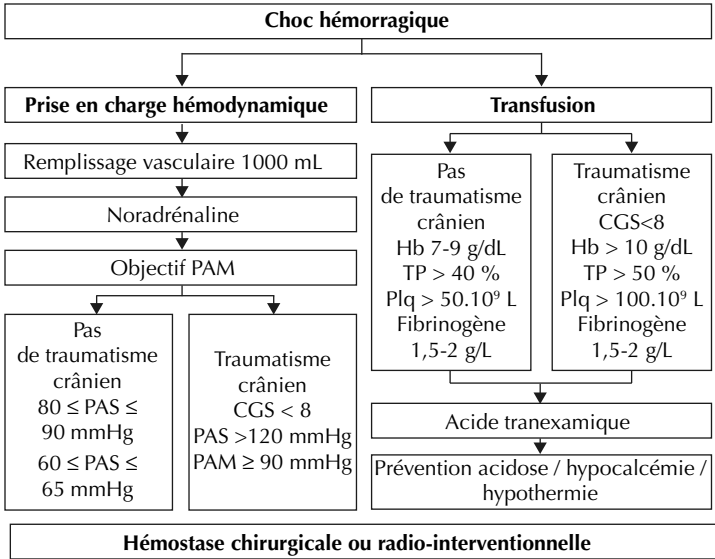 Choc hémorragique
Prise en charge hémodynamique
Remplissage vasculaire 1000 mL
Noradrénaline
Objectif PAM
Pas
de traumatisme
crânien
80 ≤ PAS ≤
90 mmHg
60 ≤ PAS ≤
65 mmHg
Traumatisme
crânien
CGS < 8
PAS >120 mmHg
PAM ≥ 90 mmHg
Transfusion
Pas
de traumatisme
crânien
Hb 7-9 g/dL
TP > 40 %
Plq > 50.10⁹ L
Fibrinogène
1,5-2 g/L
Traumatisme
crânien
CGS<8
Hb > 10 g/dL
TP > 50 %
Plq > 100.10⁹ L
Fibrinogène
1,5-2 g/L
Acide tranexamique
Prévention acidose / hypocalcémie /
hypothermie
Hémostase chirurgicale ou radio-interventionnelle